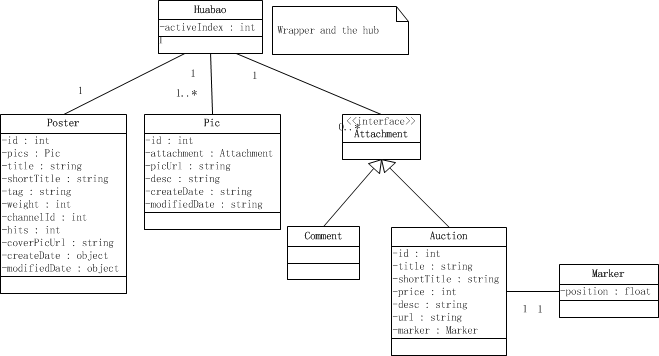 Huabao
-activeIndex : int
Wrapper and the hub
1
1
1
1..*
0..*
Poster
-id : int
-pics : Pic
-title : string
-shortTitle : string
-tag : string
-weight : int
-channelId : int
-hits : int
-coverPicUrl : string
-createDate : object
-modifiedDate : object
Pic
-id : int
-attachment : Attachment
-picUrl : string
-desc : string
-createDate : string
-modifiedDate : string
<<interface>>
Attachment
Comment
Auction
-id : int
-title : string
-shortTitle : string
-price : int
-desc : string
-url : string
-marker : Marker
Marker
-position : float
1 1